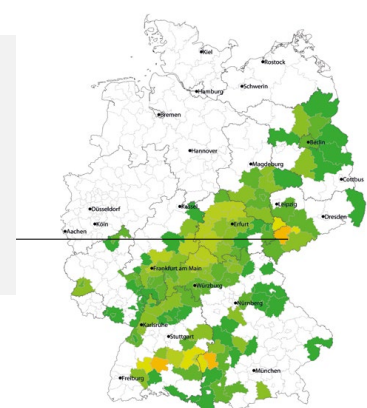 Kiel
Rostock
Schwerin
Hamburg
Bremen
Berlin
Hannover
Magdeburg
Cottbus
Kassel
Leipzig
Düsseldorf
Dresden
Köln
Erfurt
Aachen
Frankfurt am Main
Würzburg
Nürnberg
Karlsruhe
Stuttgart
München
Freiburg